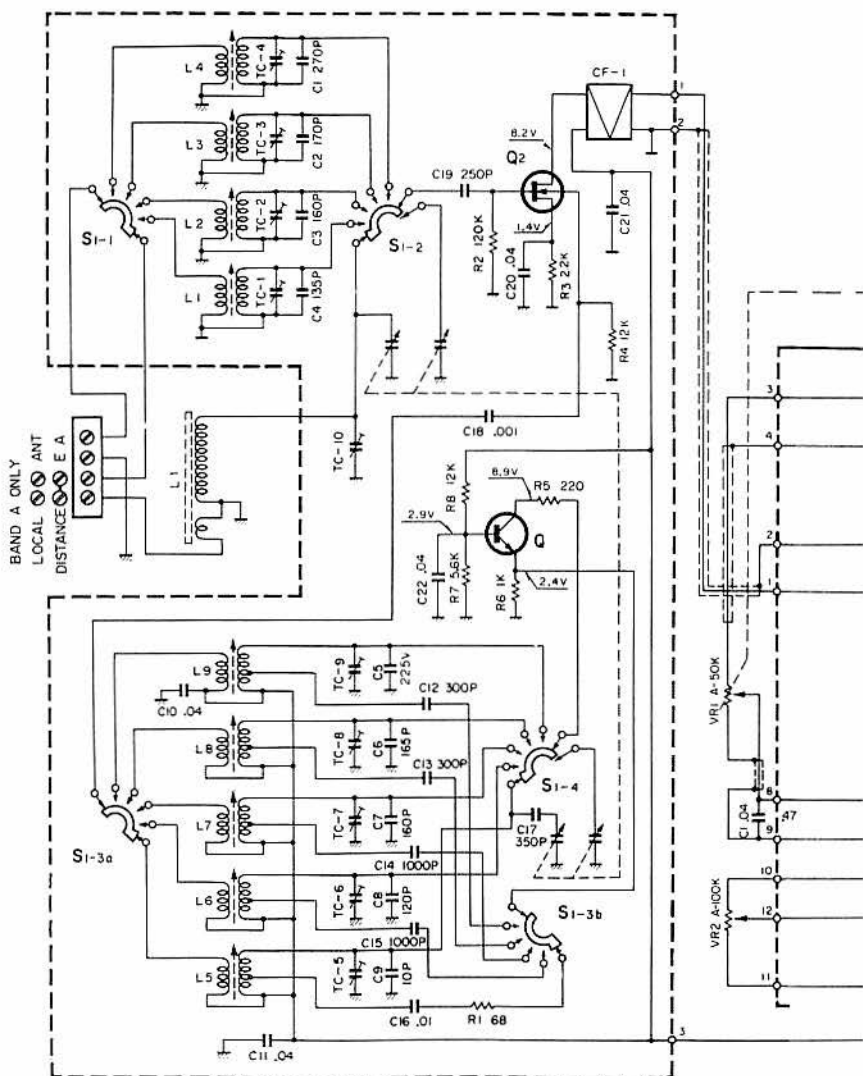 L4
TC-4
C1 270P
L3
TC-3
C2 170P
L2
TC-2
C3 160P
L1
TC-1
C4 135P
S1-1
S1-2
CF-1
1
2
8.2V
Q2
C19 250P
R2 120K
1.4V
C20 .04
R3 2.2K
C21 .04
R4 12K
BAND A ONLY
LOCAL ANT
DISTANCE E A
L1
TC-10
C18 .001
R8 12K
8.9V
R5 220
2.9V
Q
C22 .04
R7 5.6K
R6 1K
2.4V
3
4
2
1
VR1 A-50K
8
C1 .04
.47
9
10
VR2 A-100K
12
11
L9
C10 .04
TC-9
C5
225V
C12 300P
L8
TC-8
C6
165P
C13 300P
S1-4
L7
TC-7
C7
160P
C17
350P
S1-3a
C14 1000P
L6
TC-6
C8
120P
S1-3b
C15 1000P
L5
TC-5
C9
10P
C16 .01
R1 68
C11 .04
3